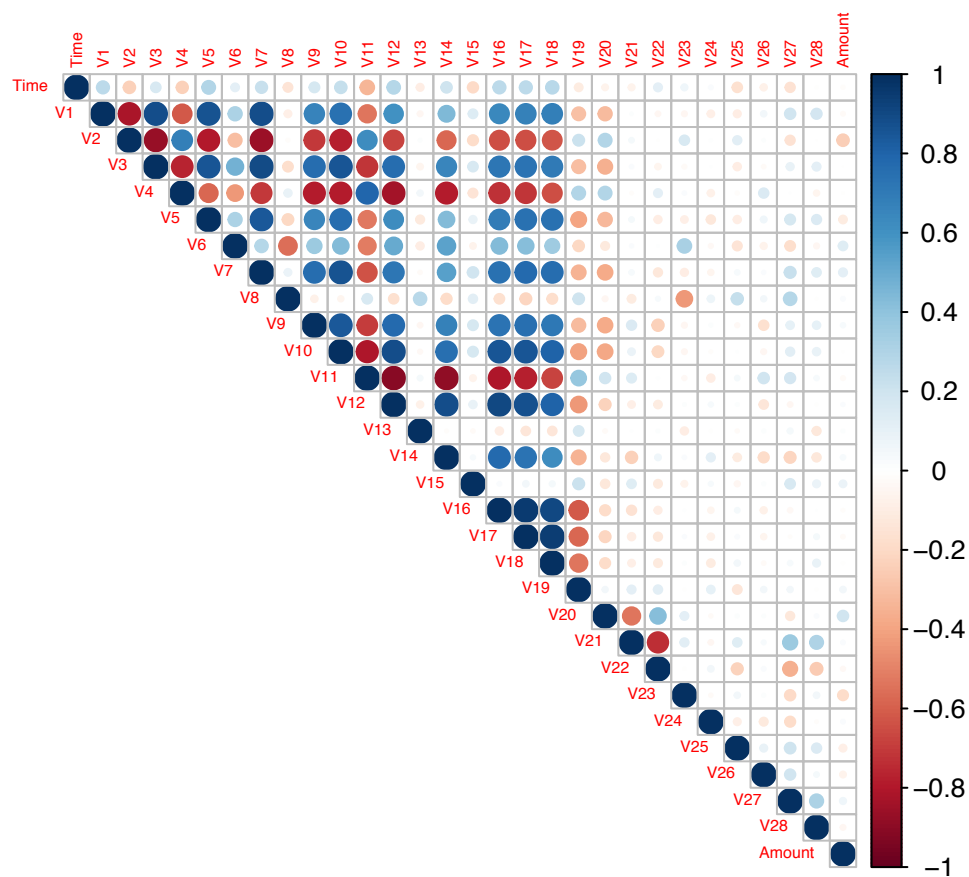 Time V1 V2 V3 V4 V5 V6 V7 V8 V9 V10 V11 V12 V13 V14 V15 V16 V17 V18 V19 V20 V21 V22 V23 V24 V25 V26 V27 V28 Amount
Time
V1
V2
V3
V4
V5
V6
V7
V8
V9
V10
V11
V12
V13
V14
V15
V16
V17
V18
V19
V20
V21
V22
V23
V24
V25
V26
V27
V28
Amount
1
0.8
0.6
0.4
0.2
0
−0.2
−0.4
−0.6
−0.8
−1